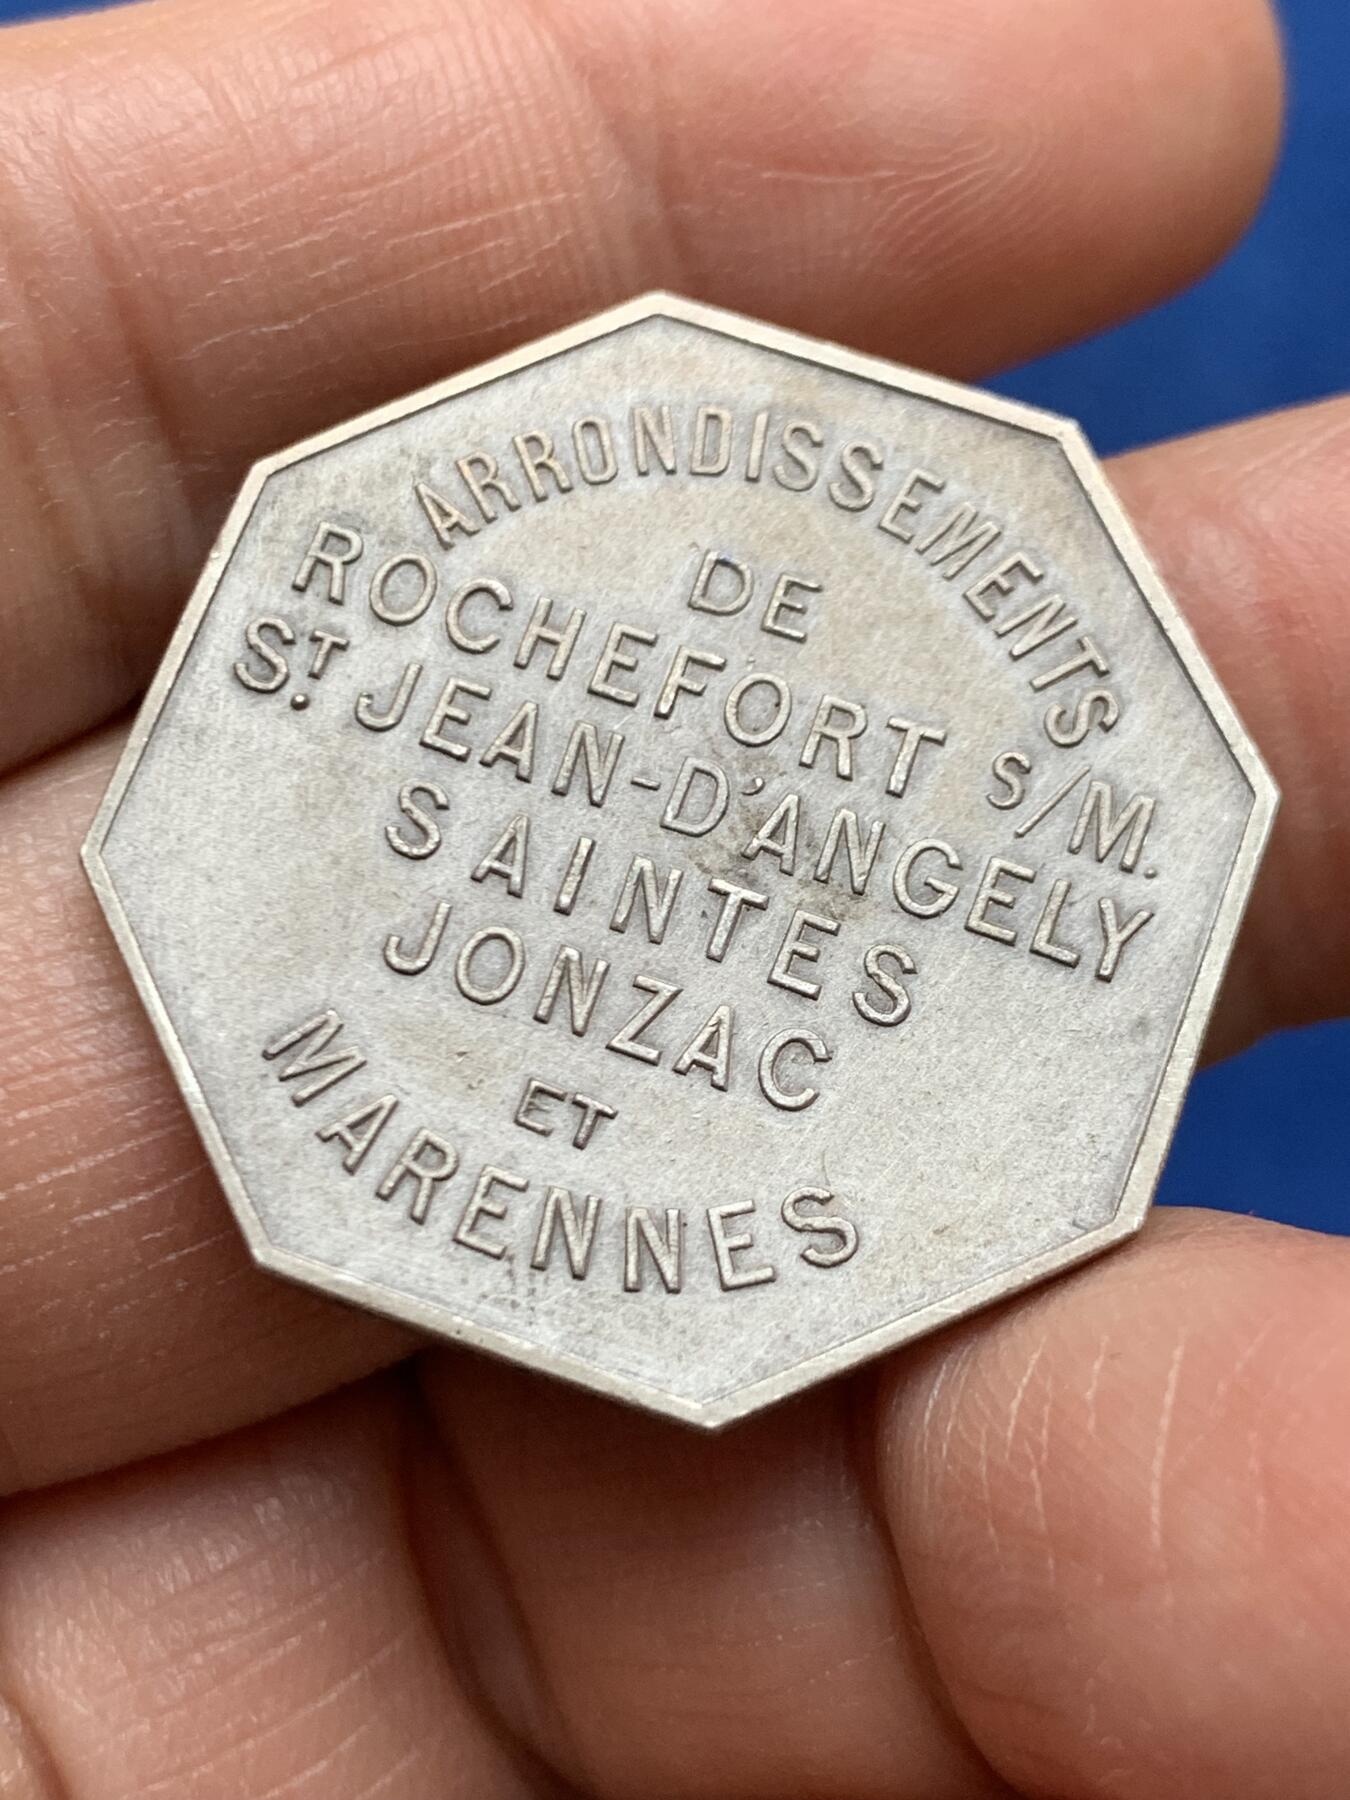 ARRONDISSEMENTS
DE
ROCHEFORT S/M.
ST. JEAN-D'ANGELY
SAINTES
JONZAC
ET
MARENNES